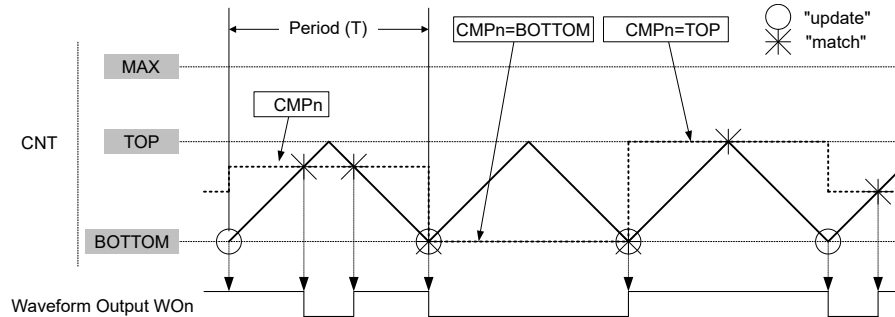 Period (T)
CMPn=BOTTOM
CMPn=TOP
"update"
"match"
MAX
CMPn
CNT
TOP
BOTTOM
Waveform Output WOn